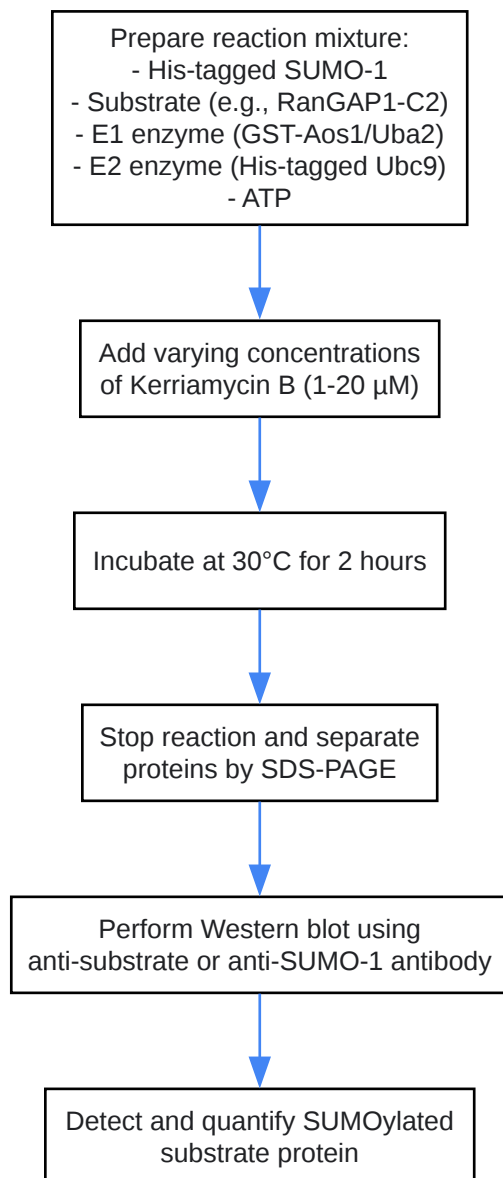 Prepare reaction mixture:
- His-tagged SUMO-1
- Substrate (e.g., RanGAP1-C2)
- E1 enzyme (GST-Aos1/Uba2)
- E2 enzyme (His-tagged Ubc9)
- ATP
Add varying concentrations
of Kerriamycin B (1-20 µM)
Incubate at 30°C for 2 hours
Stop reaction and separate
proteins by SDS-PAGE
Perform Western blot using
anti-substrate or anti-SUMO-1 antibody
Detect and quantify SUMOylated
substrate protein